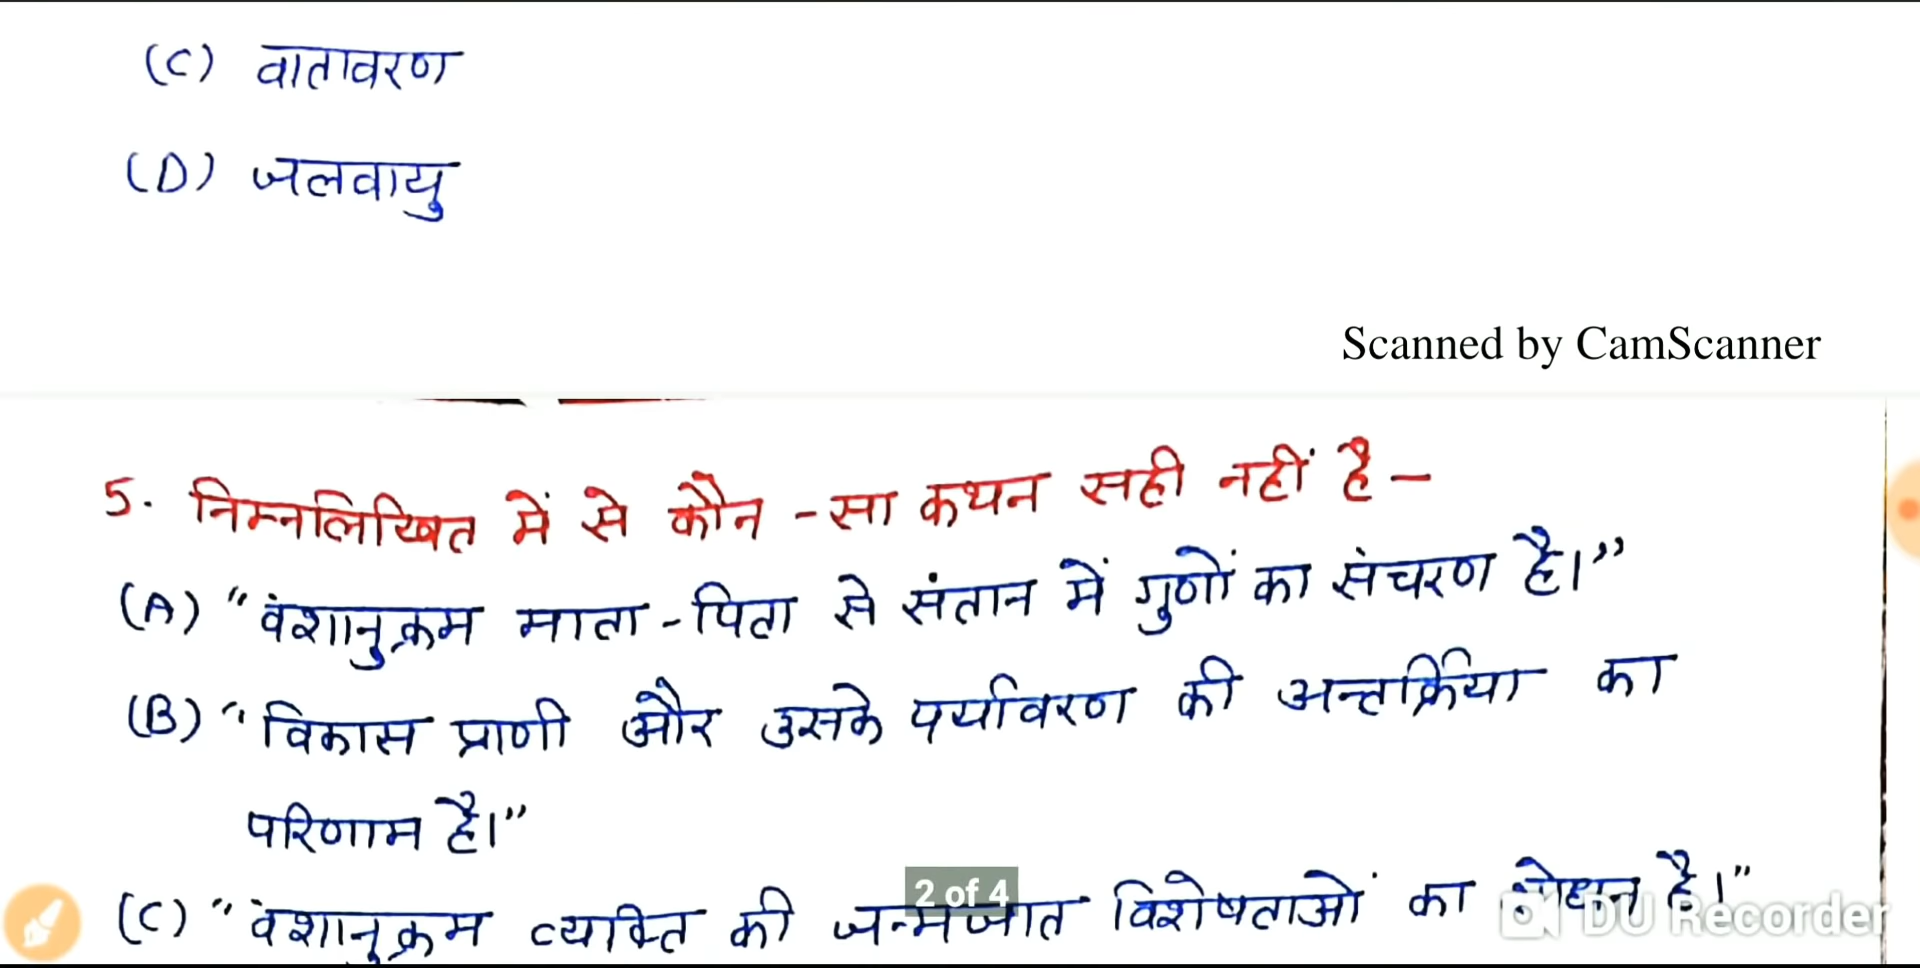 (C) वातावरण
(D) जलवायु
Scanned by CamScanner
5. निम्नलिखित में से कौन-सा कथन सही नहीं है-
(A) "वंशानुक्रम माता-पिता से संतान में गुणों का संचरण है।"
(B) "विकास प्राणी और उसके पर्यावरण की अन्तर्क्रिया का
परिणाम है।"
(C) "वंशानुक्रम व्यक्ति की जन्मजात विशेषताओं का है।"
2 of 4
DU Recorder